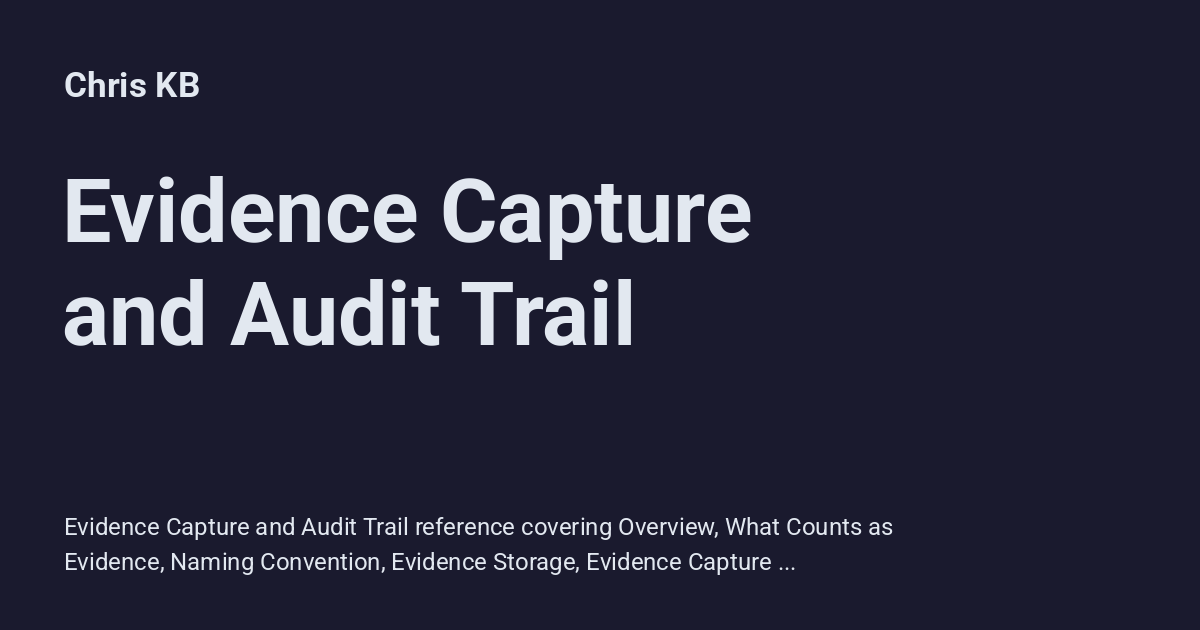 Chris KB
Evidence Capture
and Audit Trail
Evidence Capture and Audit Trail reference covering Overview, What Counts as
Evidence, Naming Convention, Evidence Storage, Evidence Capture ...